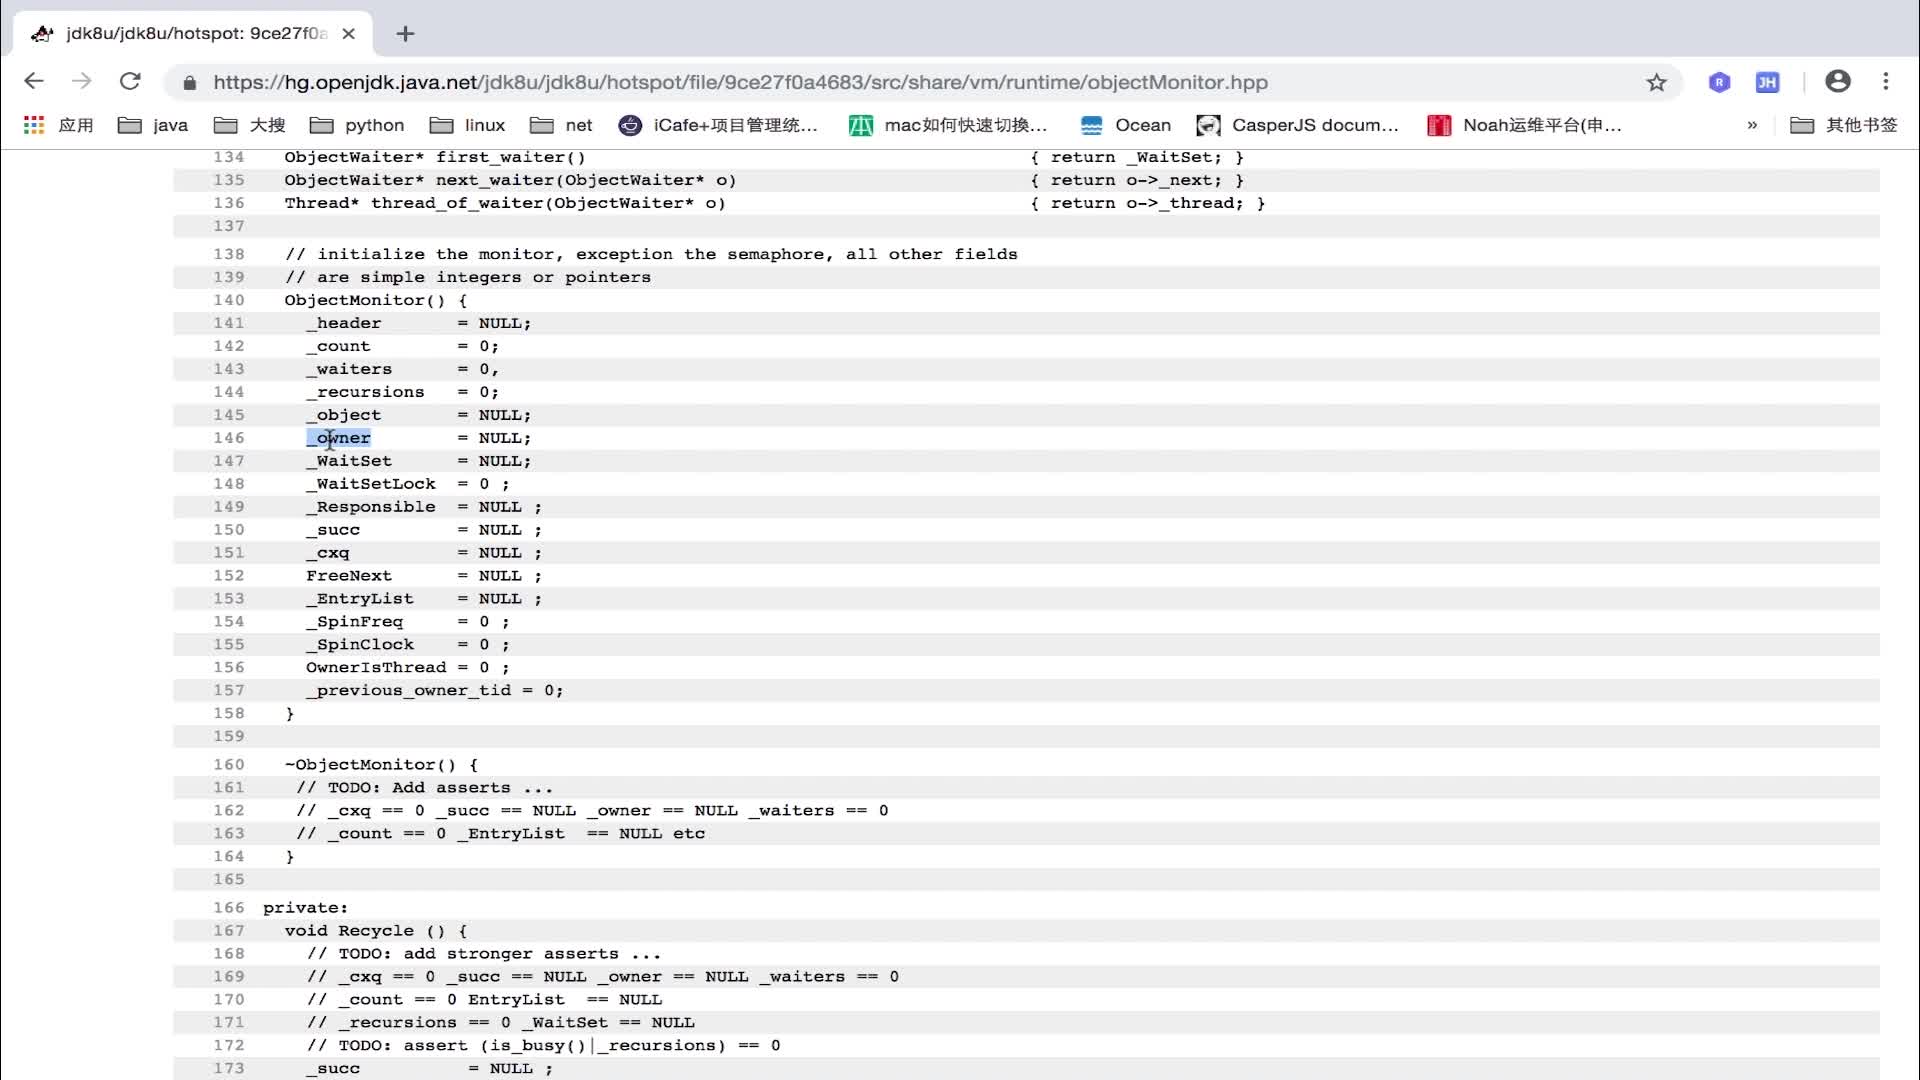 jdk8u/jdk8u/hotspot: 9ce27f0a
https://hg.openjdk.java.net/jdk8u/jdk8u/hotspot/file/9ce27f0a4683/src/share/vm/runtime/objectMonitor.hpp
R
JH
应用 java 大搜 python linux net iCafe+项目管理统... mac如何快速切换... Ocean CasperJS docum... Noah运维平台(申... » 其他书签
134 ObjectWaiter* first_waiter() { return _WaitSet; }
135 ObjectWaiter* next_waiter(ObjectWaiter* o) { return o->_next; }
136 Thread* thread_of_waiter(ObjectWaiter* o) { return o->_thread; }
137
138 // initialize the monitor, exception the semaphore, all other fields
139 // are simple integers or pointers
140 ObjectMonitor() {
141 _header = NULL;
142 _count = 0;
143 _waiters = 0,
144 _recursions = 0;
145 _object = NULL;
146 _owner = NULL;
147 _WaitSet = NULL;
148 _WaitSetLock = 0 ;
149 _Responsible = NULL ;
150 _succ = NULL ;
151 _cxq = NULL ;
152 FreeNext = NULL ;
153 _EntryList = NULL ;
154 _SpinFreq = 0 ;
155 _SpinClock = 0 ;
156 OwnerIsThread = 0 ;
157 _previous_owner_tid = 0;
158 }
159
160 ~ObjectMonitor() {
161 // TODO: Add asserts ...
162 // _cxq == 0 _succ == NULL _owner == NULL _waiters == 0
163 // _count == 0 _EntryList == NULL etc
164 }
165
166 private:
167 void Recycle () {
168 // TODO: add stronger asserts ...
169 // _cxq == 0 _succ == NULL _owner == NULL _waiters == 0
170 // _count == 0 EntryList == NULL
171 // _recursions == 0 _WaitSet == NULL
172 // TODO: assert (is_busy()|_recursions) == 0
173 _succ = NULL ;